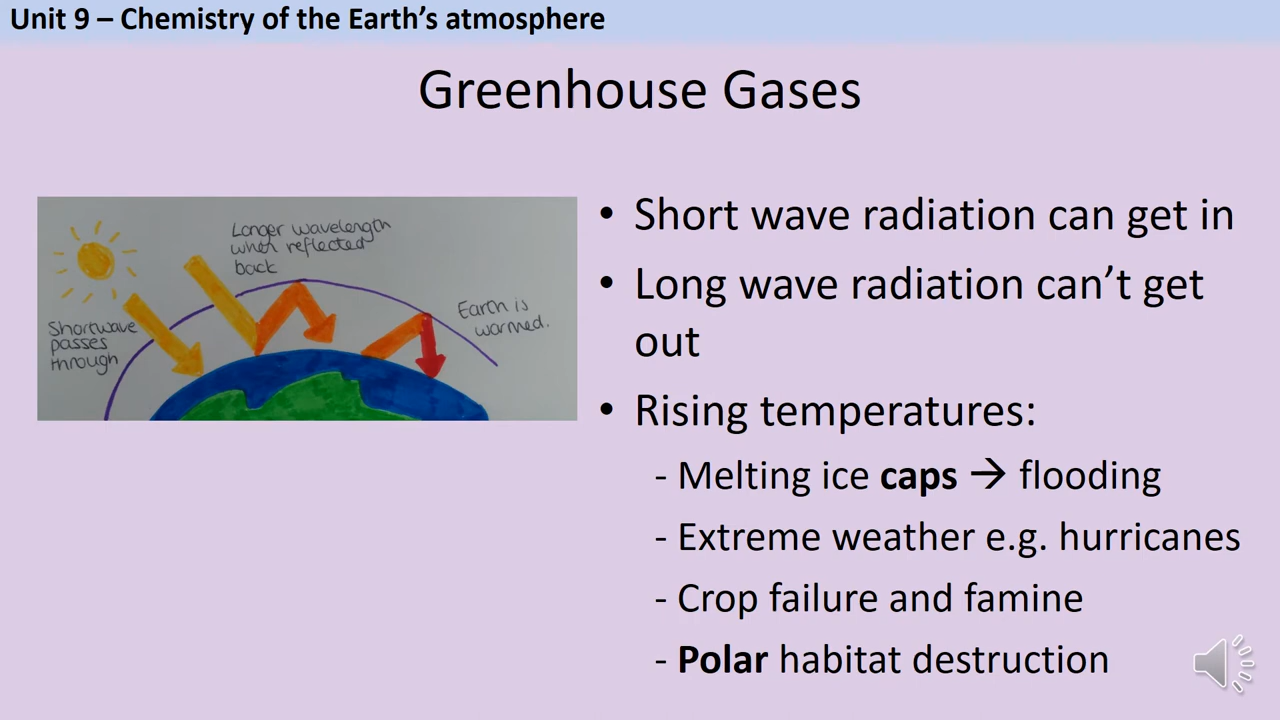 Unit 9 – Chemistry of the Earth’s atmosphere
Greenhouse Gases
Longer wavelength
when reflected
back
Shortwave
passes
through
Earth is
warmed.
• Short wave radiation can get in
• Long wave radiation can’t get
out
• Rising temperatures:
- Melting ice caps → flooding
- Extreme weather e.g. hurricanes
- Crop failure and famine
- Polar habitat destruction